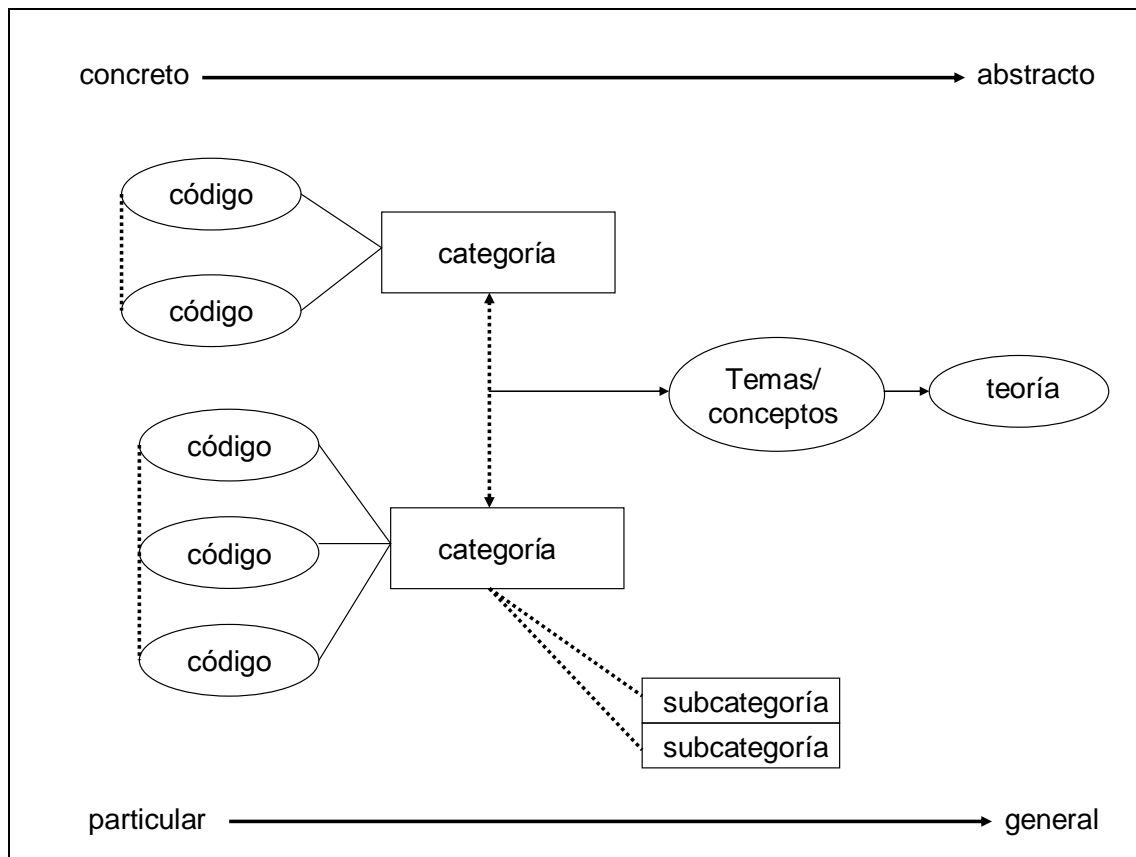 concreto
abstracto
código
categoría
código
Temas/
conceptos
teoría
código
código
categoría
código
subcategoría
subcategoría
particular
general